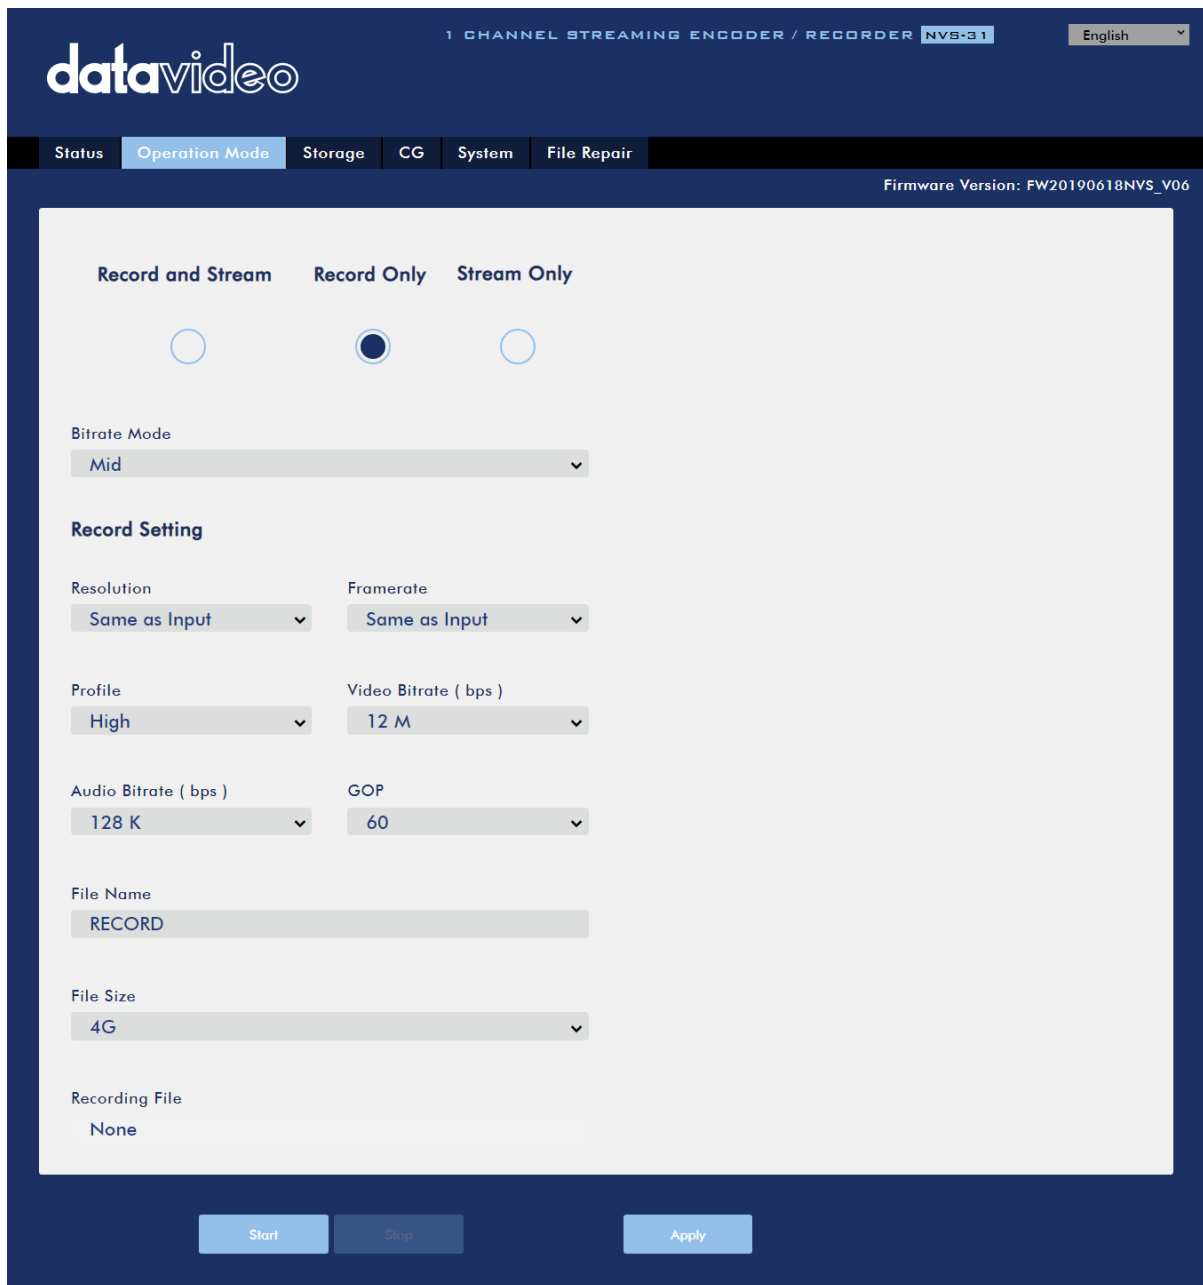 1 CHANNEL STREAMING ENCODER / RECORDER NVS-31
English
datavideo
Status Operation Mode Storage CG System File Repair
Firmware Version: FW20190618NVS_V06
Record and Stream Record Only Stream Only
Bitrate Mode
Mid
Record Setting
Resolution Framerate
Same as Input Same as Input
Profile Video Bitrate ( bps )
High 12 M
Audio Bitrate ( bps ) GOP
128 K 60
File Name
RECORD
File Size
4G
Recording File
None
Start Stop Apply